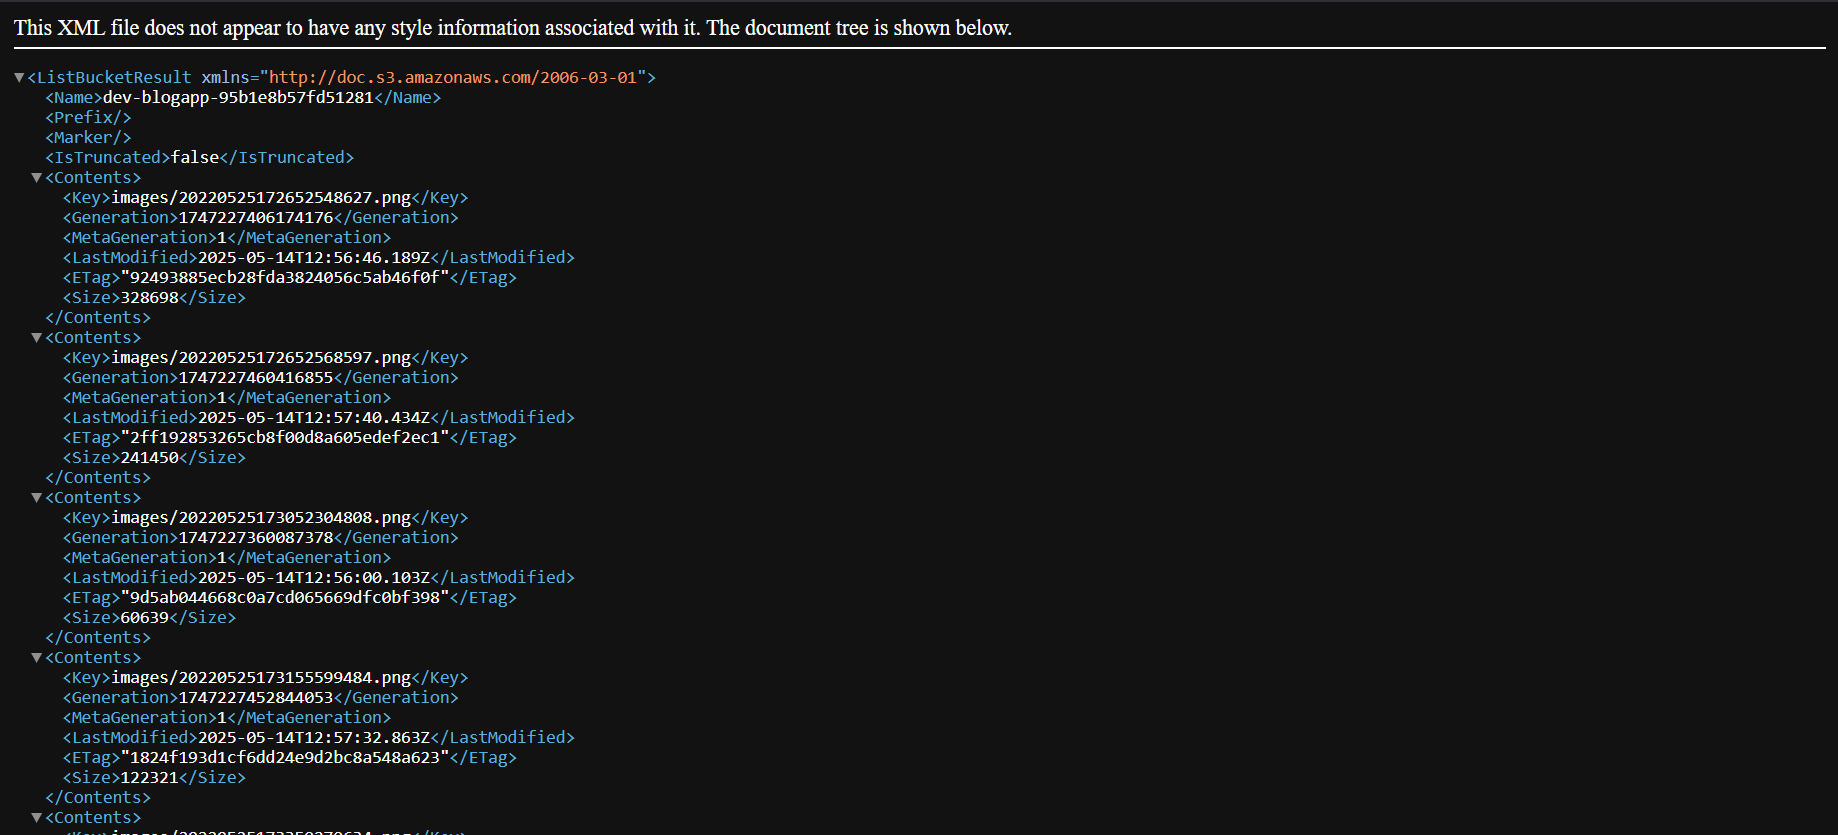 This XML file does not appear to have any style information associated with it. The document tree is shown below.
▼<ListBucketResult xmlns="http://doc.s3.amazonaws.com/2006-03-01">
<Name>dev-blogapp-95b1e8b57fd51281</Name>
<Prefix/>
<Marker/>
<IsTruncated>false</IsTruncated>
▼<Contents>
<Key>images/20220525172652548627.png</Key>
<Generation>1747227406174176</Generation>
<MetaGeneration>1</MetaGeneration>
<LastModified>2025-05-14T12:56:46.189Z</LastModified>
<ETag>"92493885ecb28fda3824056c5ab46f0f"</ETag>
<Size>328698</Size>
</Contents>
▼<Contents>
<Key>images/20220525172652568597.png</Key>
<Generation>1747227460416855</Generation>
<MetaGeneration>1</MetaGeneration>
<LastModified>2025-05-14T12:57:40.434Z</LastModified>
<ETag>"2ff192853265cb8f00d8a605edef2ec1"</ETag>
<Size>241450</Size>
</Contents>
▼<Contents>
<Key>images/20220525173052304808.png</Key>
<Generation>1747227360087378</Generation>
<MetaGeneration>1</MetaGeneration>
<LastModified>2025-05-14T12:56:00.103Z</LastModified>
<ETag>"9d5ab044668c0a7cd065669dfc0bf398"</ETag>
<Size>60639</Size>
</Contents>
▼<Contents>
<Key>images/20220525173155599484.png</Key>
<Generation>1747227452844053</Generation>
<MetaGeneration>1</MetaGeneration>
<LastModified>2025-05-14T12:57:32.863Z</LastModified>
<ETag>"1824f193d1cf6dd24e9d2bc8a548a623"</ETag>
<Size>122321</Size>
</Contents>
▼<Contents>